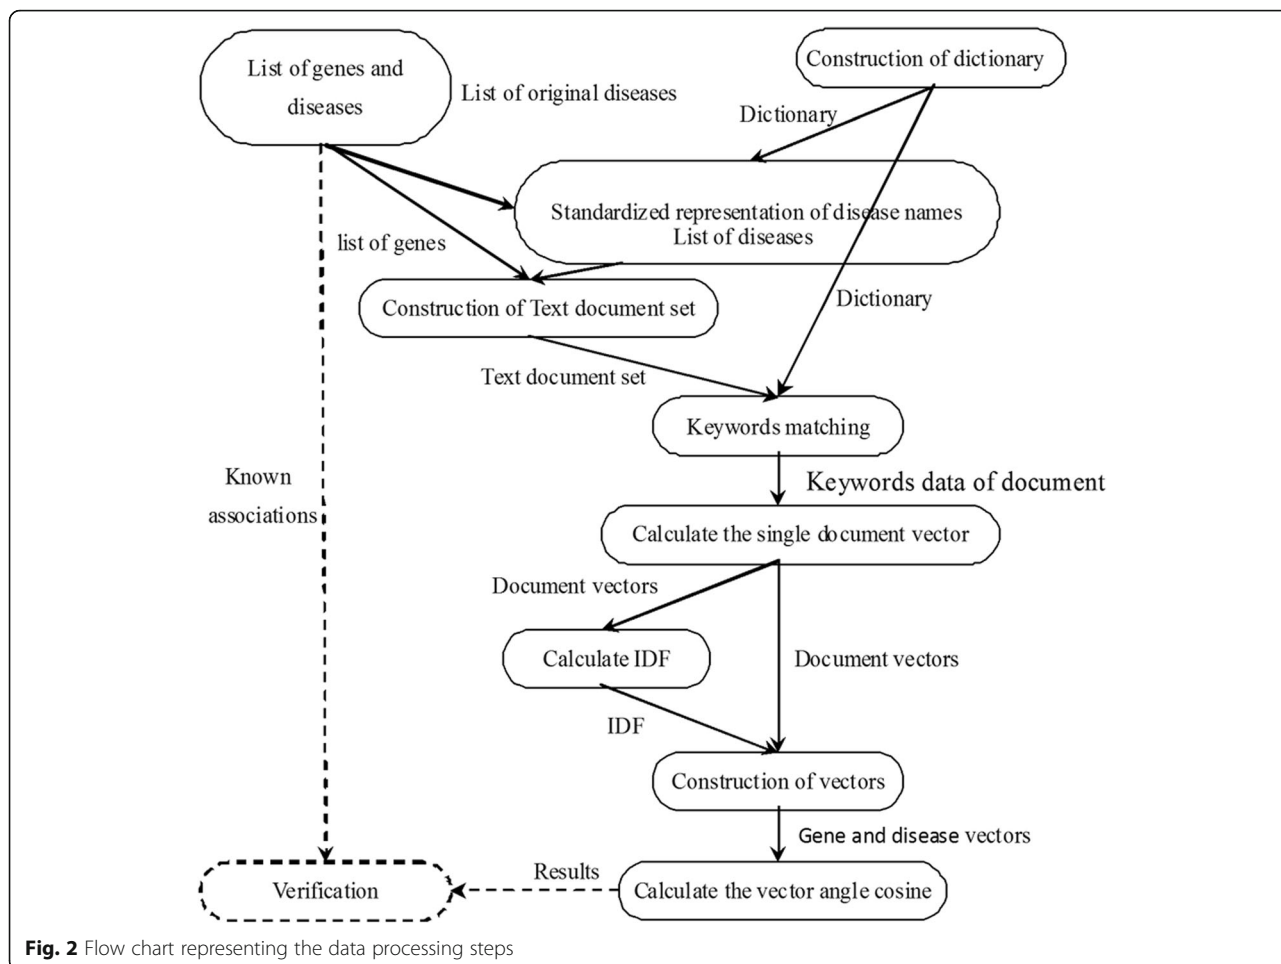 List of genes and
diseases
Construction of dictionary
List of original diseases
Dictionary
Standardized representation of disease names
List of diseases
list of genes
Construction of Text document set
Dictionary
Text document set
Keywords matching
Known
associations
Keywords data of document
Calculate the single document vector
Document vectors
Calculate IDF
Document vectors
IDF
Construction of vectors
Gene and disease vectors
Results
Verification
Calculate the vector angle cosine
Fig. 2 Flow chart representing the data processing steps